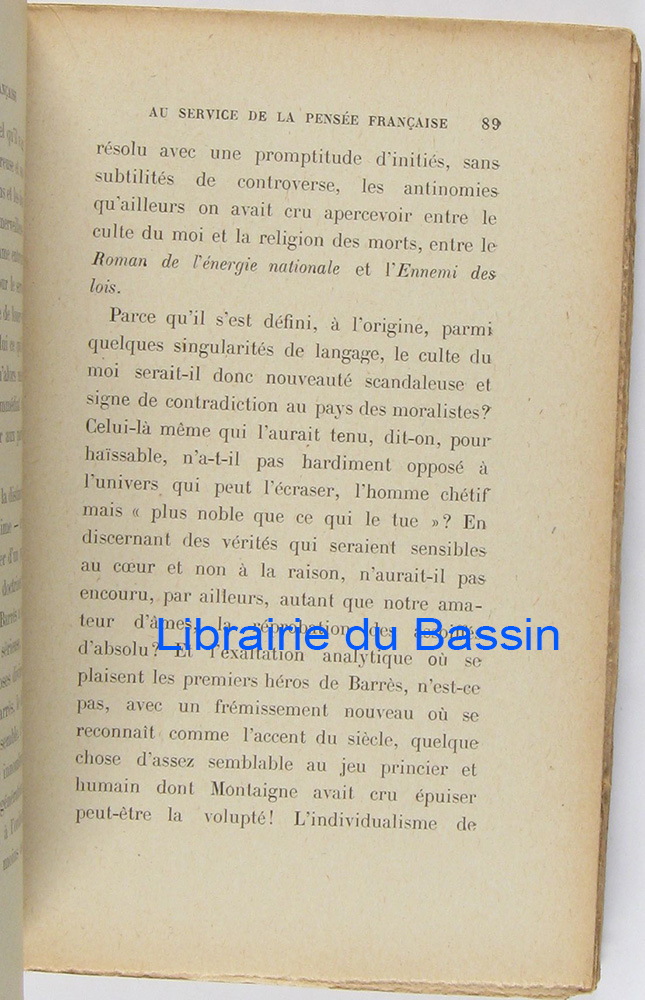 AU SERVICE DE LA PENSÉE FRANÇAISE 89
résolu avec une promptitude d'initiés, sans
subtilités de controverse, les antinomies
qu'ailleurs on avait cru apercevoir entre le
culte du moi et la religion des morts, entre le
Roman de l'énergie nationale et l'Ennemi des
lois.
Parce qu'il s'est défini, à l'origine, parmi
quelques singularités de langage, le culte du
moi serait-il donc nouveauté scandaleuse et
signe de contradiction au pays des moralistes?
Celui-là même qui l'aurait tenu, dit-on, pour
haïssable, n'a-t-il pas hardiment opposé à
l'univers qui peut l'écraser, l'homme chétif
mais « plus noble que ce qui le tue »? En
discernant des vérités qui seraient sensibles
au cœur et non à la raison, n'aurait-il pas
encouru, par ailleurs, autant que notre ama-
teur d'âmes, la réprobation des
Librairie du Bassin
d'absolu? Et l'exaltation analytique où se
plaisent les premiers héros de Barrès, n'est-ce
pas, avec un frémissement nouveau où se
reconnaît comme l'accent du siècle, quelque
chose d'assez semblable au jeu princier et
humain dont Montaigne avait cru épuiser
peut-être la volupté! L'individualisme de